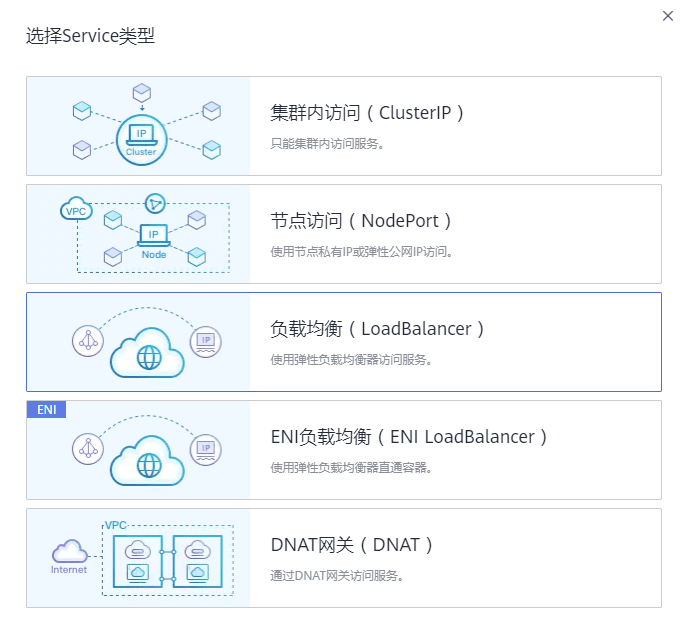 选择Service类型
IP
Cluster
集群内访问（ClusterIP）
只能集群内访问服务。
VPC
IP
Node
节点访问（NodePort）
使用节点私有IP或弹性公网IP访问。
IP
负载均衡（LoadBalancer）
使用弹性负载均衡器访问服务。
ENI
IP
ENI负载均衡（ENI LoadBalancer）
使用弹性负载均衡器直通容器。
VPC
Internet
DNAT网关（DNAT）
通过DNAT网关访问服务。